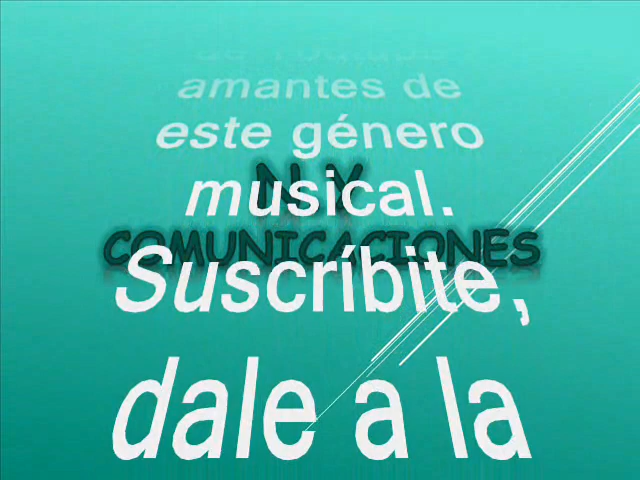 amantes de
este género
musical.
N Y
COMUNICACIONES
Suscríbite,
dale a la